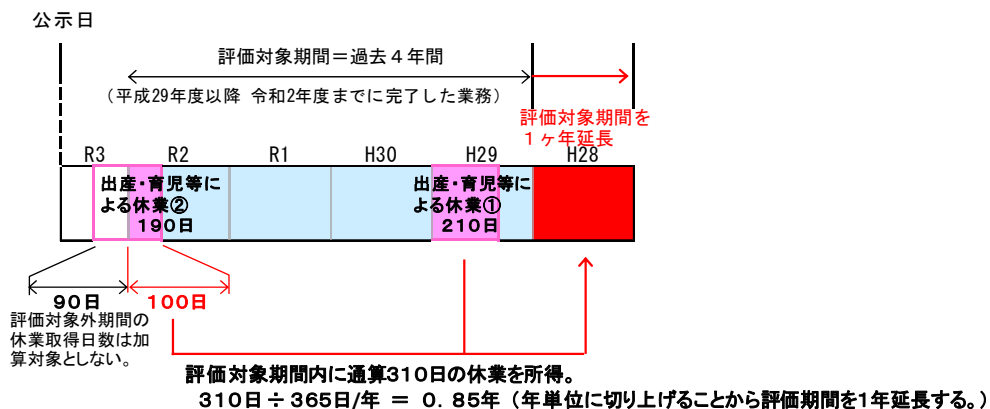 公示日
評価対象期間＝過去４年間
（平成29年度以降 令和2年度までに完了した業務）
評価対象期間を
１ヶ年延長
R3 R2 R1 H30 H29 H28
出産・育児等に
よる休業②
190日
出産・育児等に
よる休業①
210日
90日
100日
評価対象外期間の
休業取得日数は加
算対象としない。
評価対象期間内に通算310日の休業を所得。
310日÷365日/年 ＝ ０．85年（年単位に切り上げることから評価期間を1年延長する。）